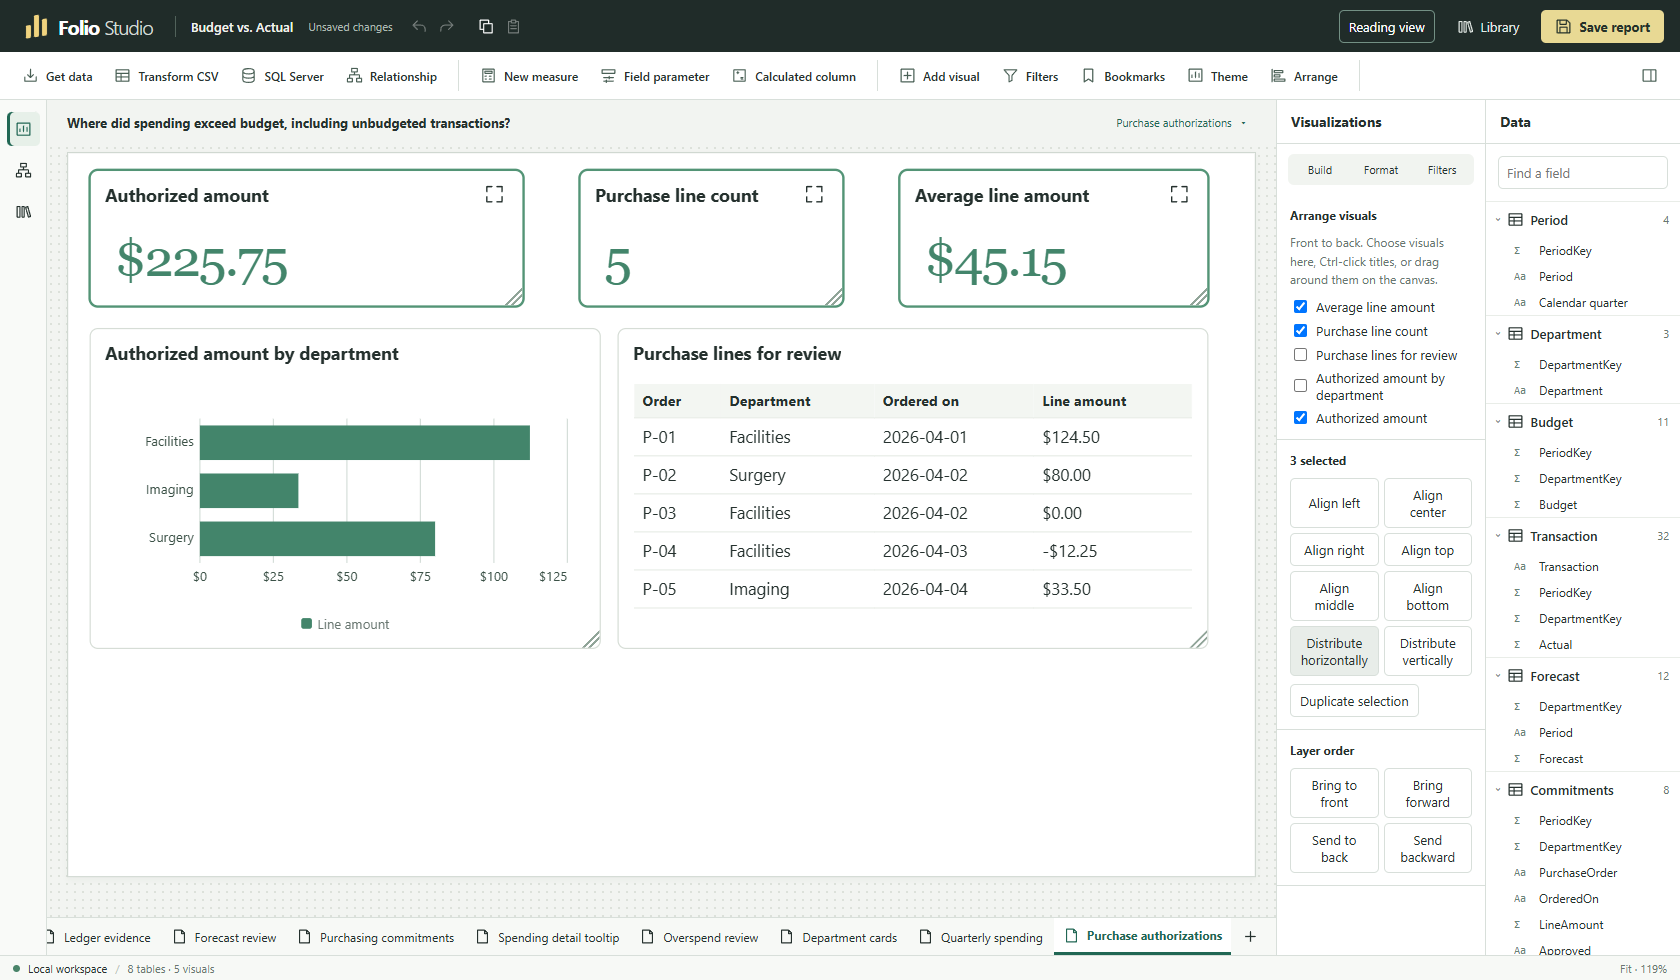 Folio Studio
Budget vs. Actual
Unsaved changes
Reading view
Library
Save report
Get data
Transform CSV
SQL Server
Relationship
New measure
Field parameter
Calculated column
Add visual
Filters
Bookmarks
Theme
Arrange
Where did spending exceed budget, including unbudgeted transactions?
Purchase authorizations
Authorized amount
$225.75
Purchase line count
5
Average line amount
$45.15
Authorized amount by department
Facilities
Imaging
Surgery
$0 $25 $50 $75 $100 $125
Line amount
Purchase lines for review
Order Department Ordered on Line amount
P-01 Facilities 2026-04-01 $124.50
P-02 Surgery 2026-04-02 $80.00
P-03 Facilities 2026-04-02 $0.00
P-04 Facilities 2026-04-03 -$12.25
P-05 Imaging 2026-04-04 $33.50
Visualizations
Build Format Filters
Arrange visuals
Front to back. Choose visuals
here, Ctrl-click titles, or drag
around them on the canvas.
Average line amount
Purchase line count
Purchase lines for review
Authorized amount by
department
Authorized amount
3 selected
Align left
Align
center
Align right
Align top
Align
middle
Align
bottom
Distribute
horizontally
Distribute
vertically
Duplicate selection
Layer order
Bring to
front
Bring
forward
Send to
back
Send
backward
Data
Find a field
Period 4
Σ PeriodKey
Aa Period
Aa Calendar quarter
Department 3
Σ DepartmentKey
Aa Department
Budget 11
Σ PeriodKey
Σ DepartmentKey
Σ Budget
Transaction 32
Aa Transaction
Σ PeriodKey
Σ DepartmentKey
Σ Actual
Forecast 12
Σ DepartmentKey
Aa Period
Σ Forecast
Commitments 8
Σ PeriodKey
Σ DepartmentKey
Aa PurchaseOrder
Aa OrderedOn
Σ LineAmount
Aa Approved
Ledger evidence
Forecast review
Purchasing commitments
Spending detail tooltip
Overspend review
Department cards
Quarterly spending
Purchase authorizations
Local workspace / 8 tables · 5 visuals
Fit · 119%